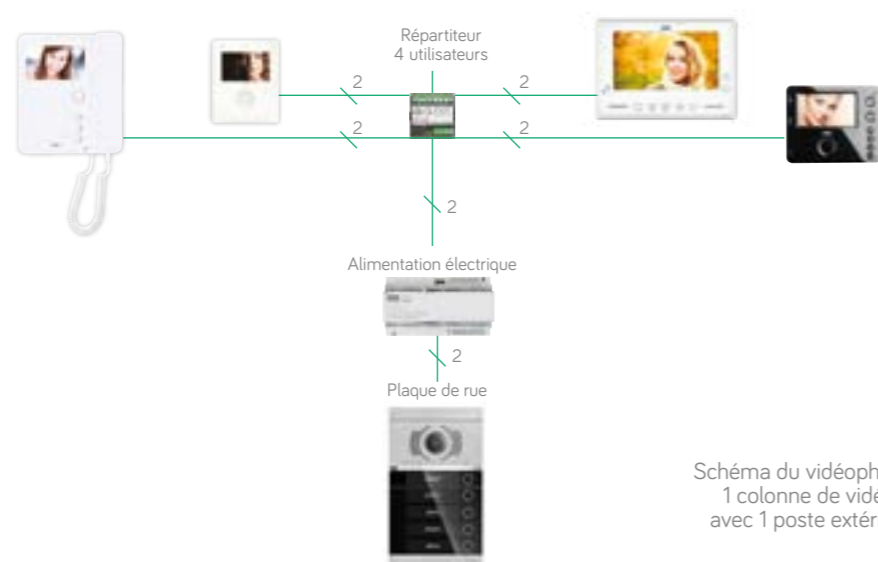 Répartiteur
4 utilisateurs
2
2
2
2
2
Alimentation électrique
2
Plaque de rue
Schéma du vidéoph
1 colonne de vidé
avec 1 poste extér